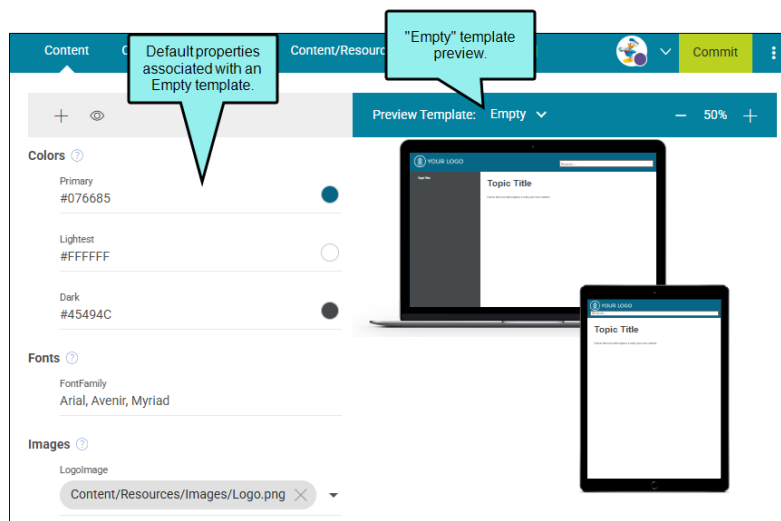 "Empty" template
preview.
Default properties
associated with an
Empty template.
Content
Content/Resourc
Commit
Preview Template: Empty
50%
Colors
Primary
#076685
Lightest
#FFFFFF
Dark
#45494C
Fonts
FontFamily
Arial, Avenir, Myriad
Images
LogoImage
Content/Resources/Images/Logo.png
YOUR LOGO
Topic Title
Topic Title
YOUR LOGO
Topic Title